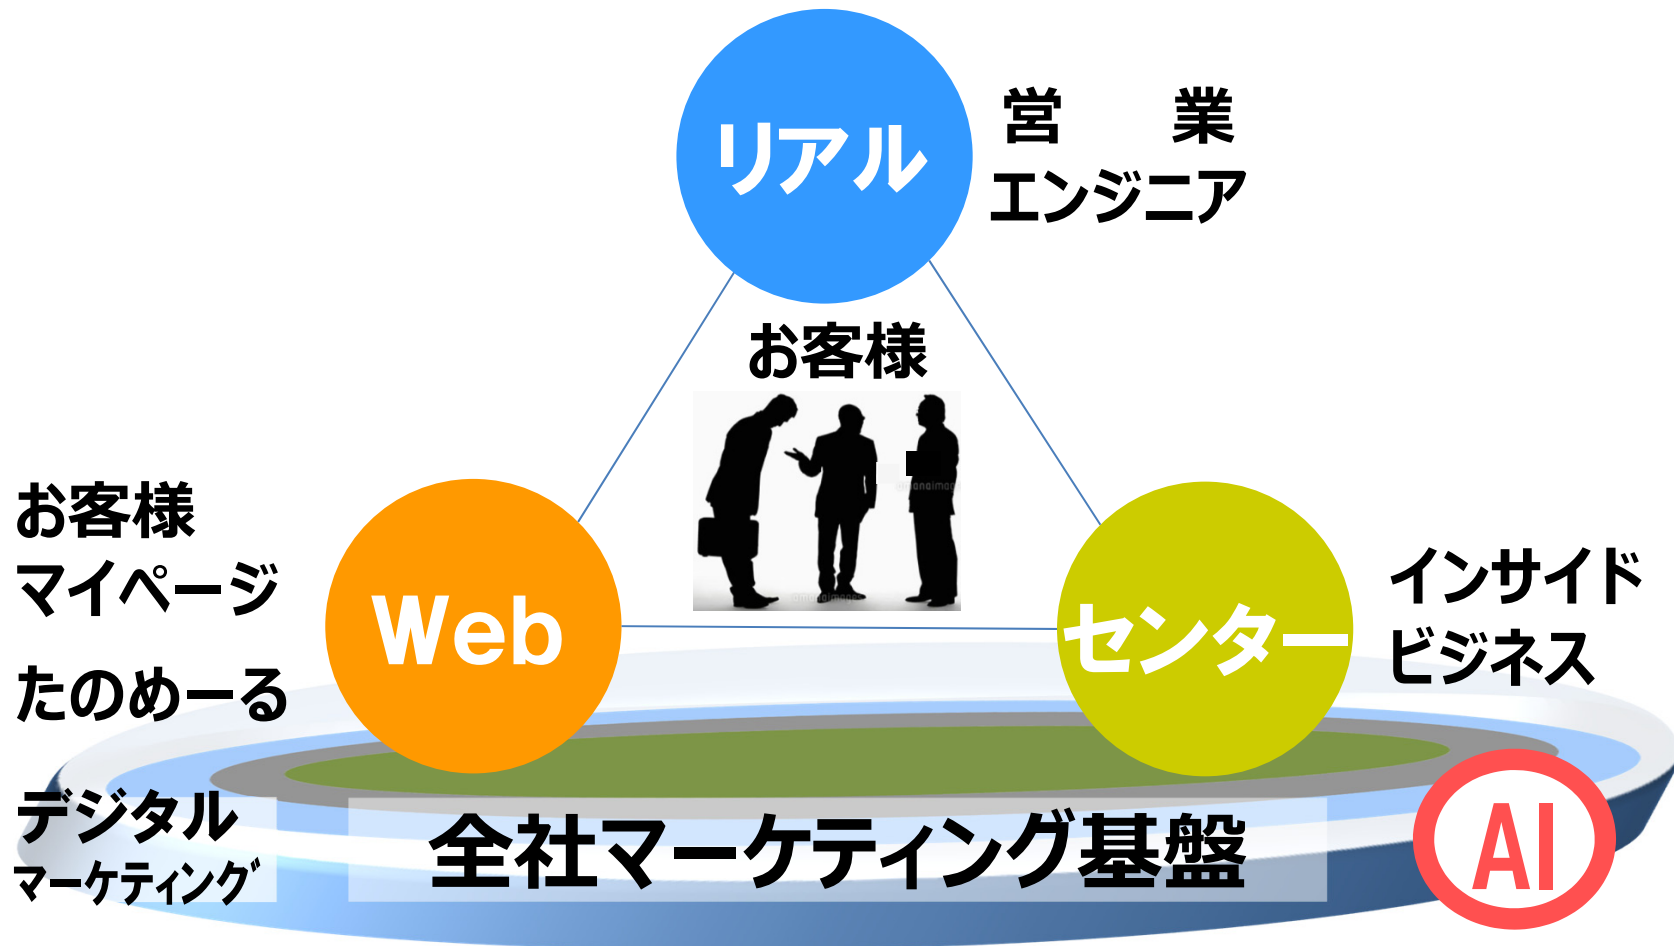 リアル
営　業
エンジニア
お客様
お客様
マイページ
たのめーる
Web
センター
インサイド
ビジネス
デジタル
マーケティング
全社マーケティング基盤
AI